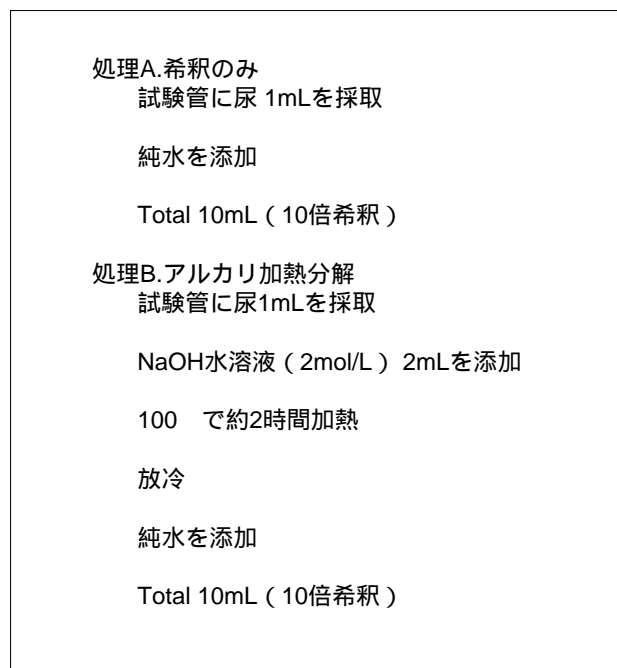 処理A.希釈のみ
試験管に尿 1mLを採取
純水を添加
Total 10mL（10倍希釈）
処理B.アルカリ加熱分解
試験管に尿1mLを採取
NaOH水溶液（2mol/L） 2mLを添加
100　で約2時間加熱
放冷
純水を添加
Total 10mL（10倍希釈）